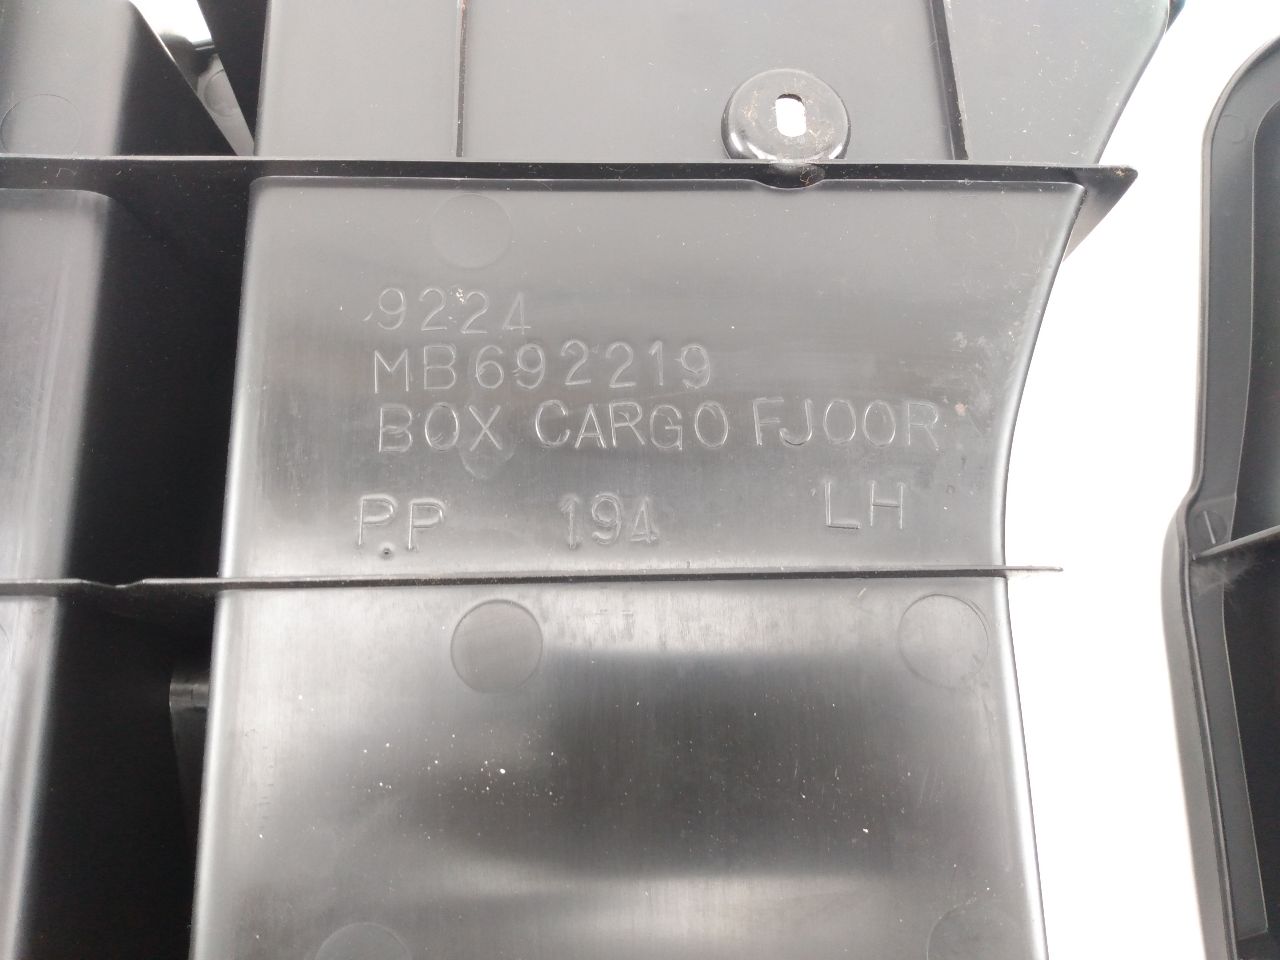 9224
MB692219
BOX CARGO FJOOR
P.P 194 LH